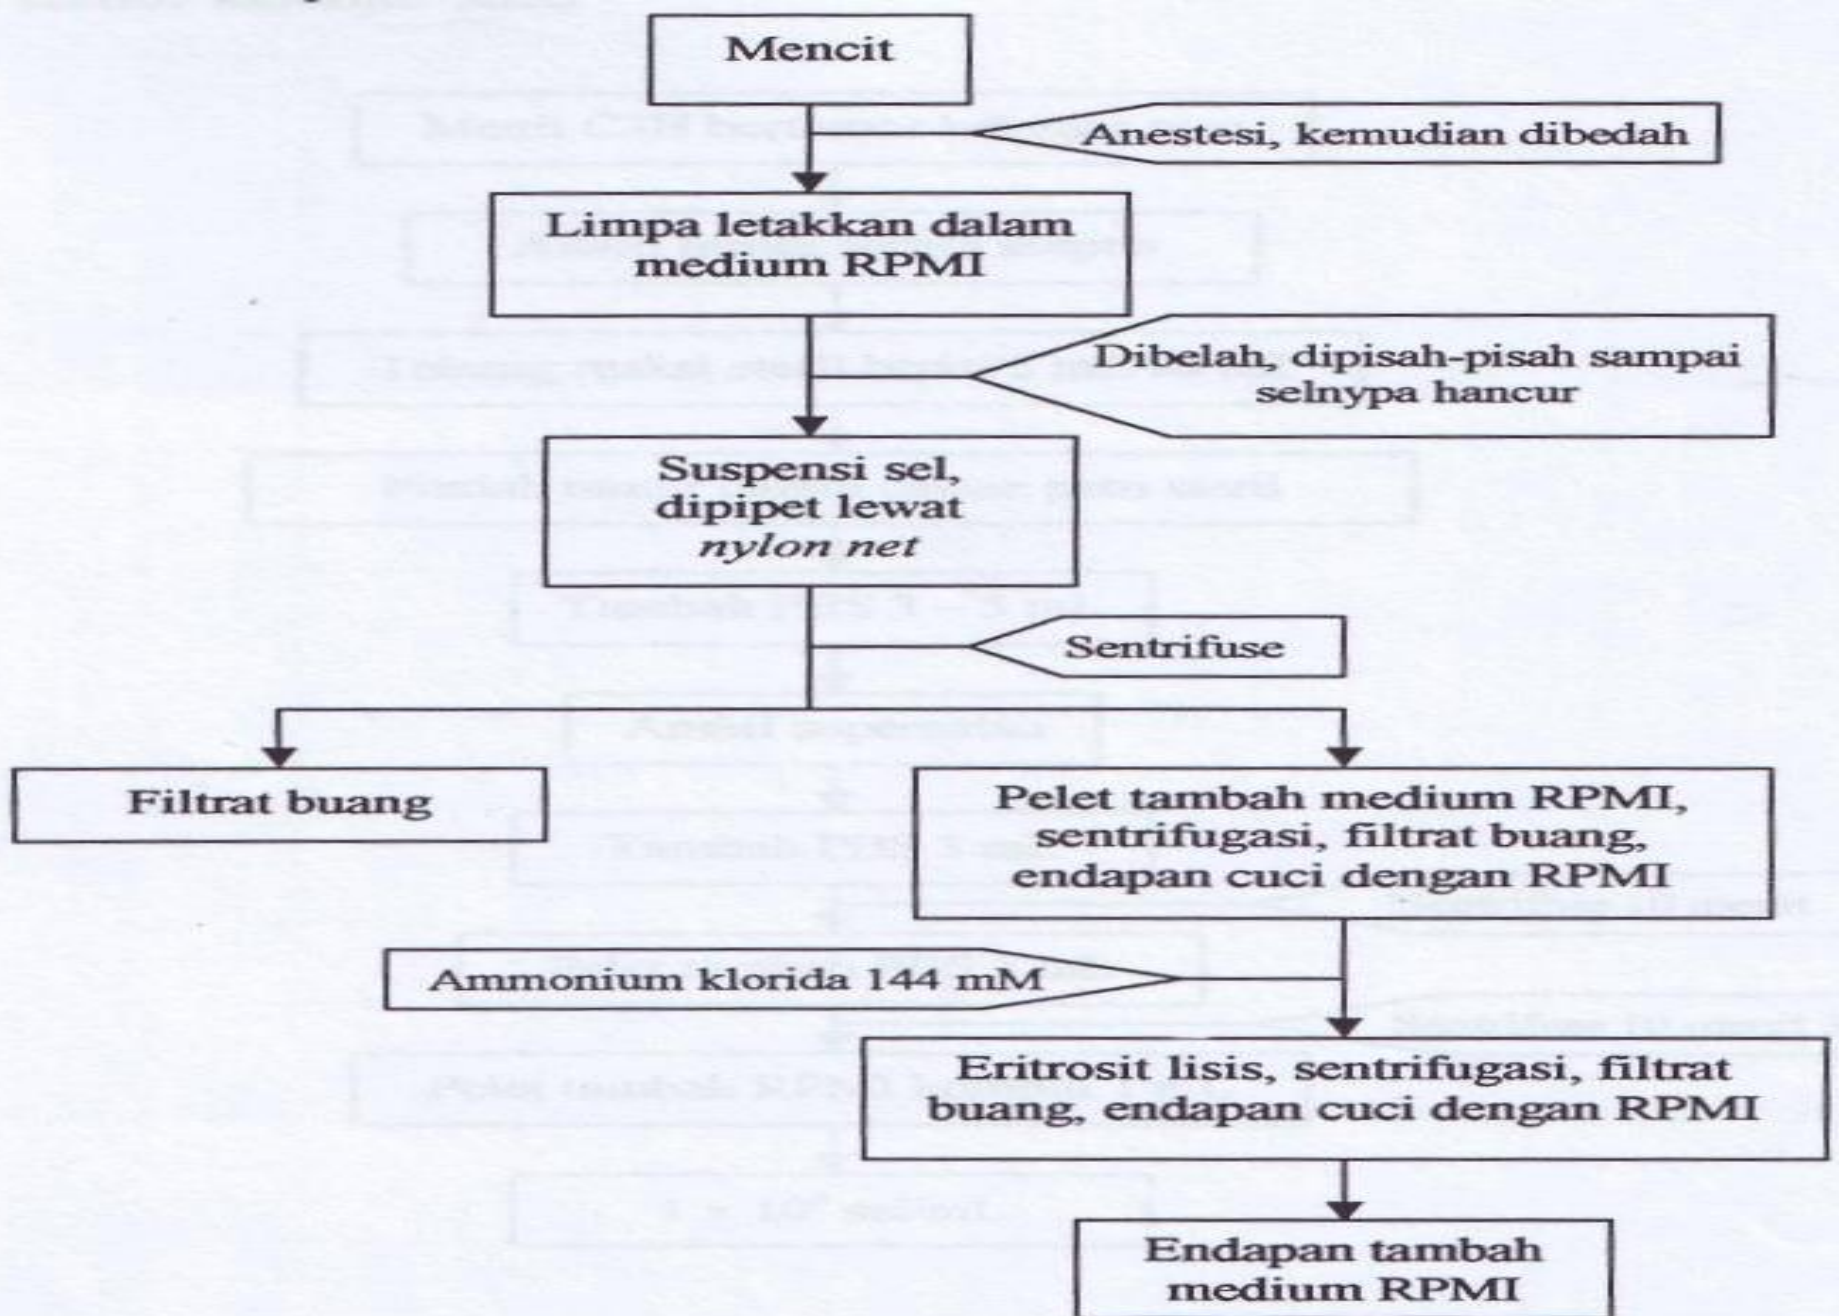 Mencit
Anestesi, kemudian dibedah
Limpa letakkan dalam
medium RPMI
Dibelah, dipisah-pisah sampai
selnypa hancur
Suspensi sel,
dipipet lewat
nylon net
Sentrifuse
Filtrat buang
Pelet tambah medium RPMI,
sentrifugasi, filtrat buang,
endapan cuci dengan RPMI
Ammonium klorida 144 mM
Eritrosit lisis, sentrifugasi, filtrat
buang, endapan cuci dengan RPMI
Endapan tambah
medium RPMI